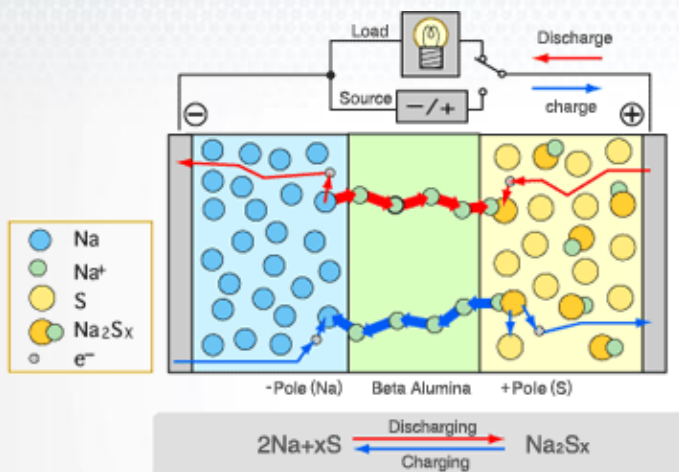 Load
Discharge
Source
−/+
charge
−
+
Na
Na⁺
S
Na₂Sx
e⁻
-Pole (Na)
Beta Alumina
+Pole (S)
Discharging
2Na+xS
Na₂Sx
Charging